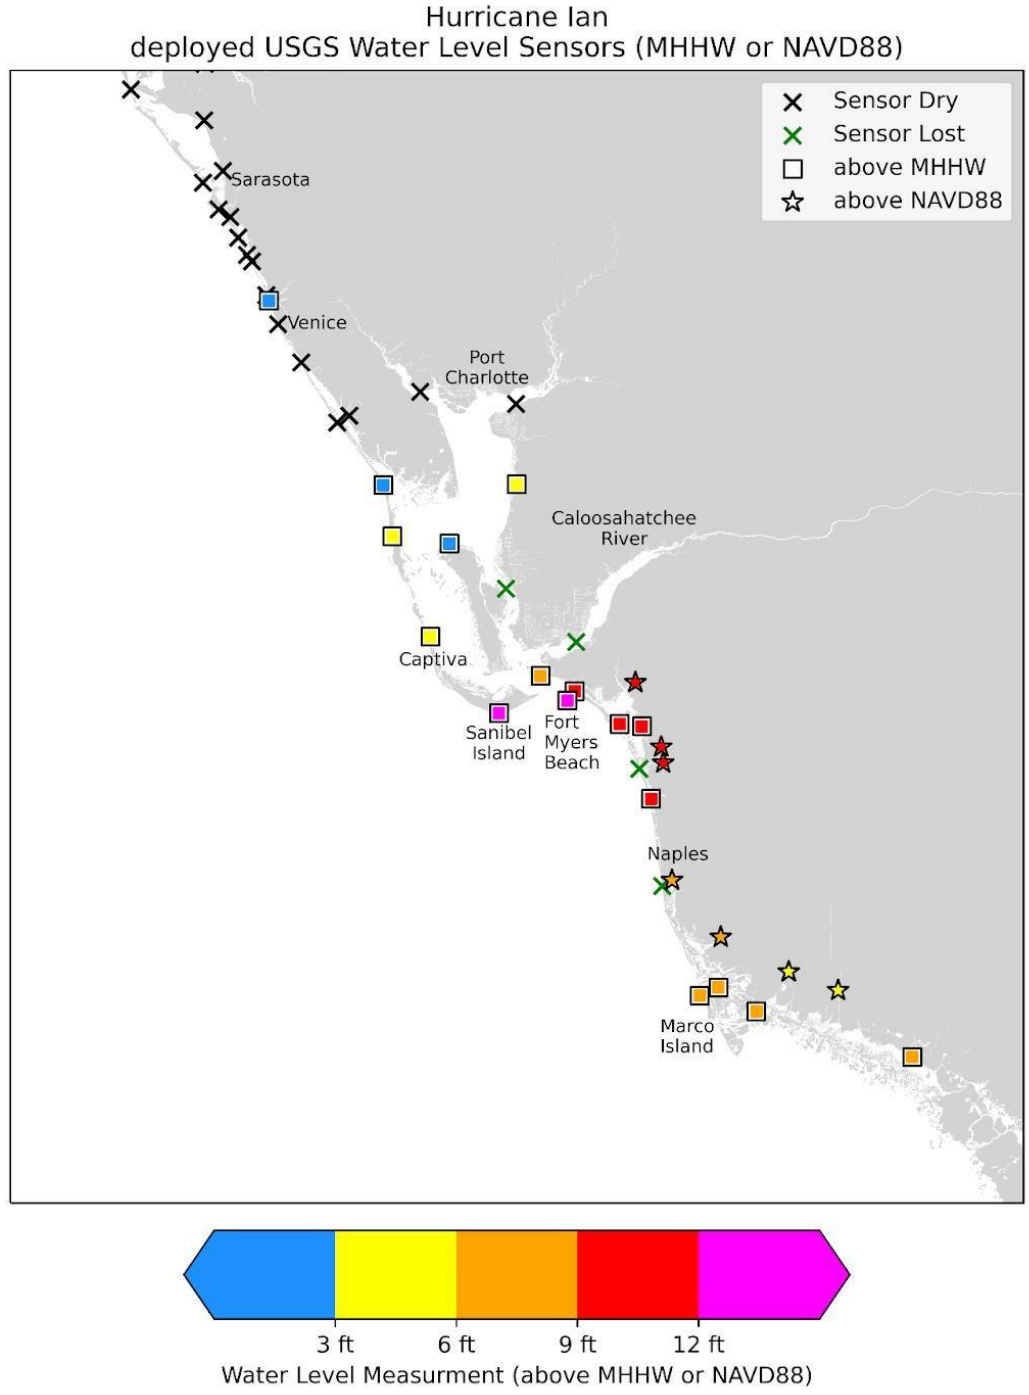 Hurricane Ian
deployed USGS Water Level Sensors (MHHW or NAVD88)
Sensor Dry
Sensor Lost
above MHHW
above NAVD88
Sarasota
Venice
Port
Charlotte
Caloosahatchee
River
Captiva
Sanibel
Island
Fort
Myers
Beach
Naples
Marco
Island
3 ft
6 ft
9 ft
12 ft
Water Level Measurment (above MHHW or NAVD88)